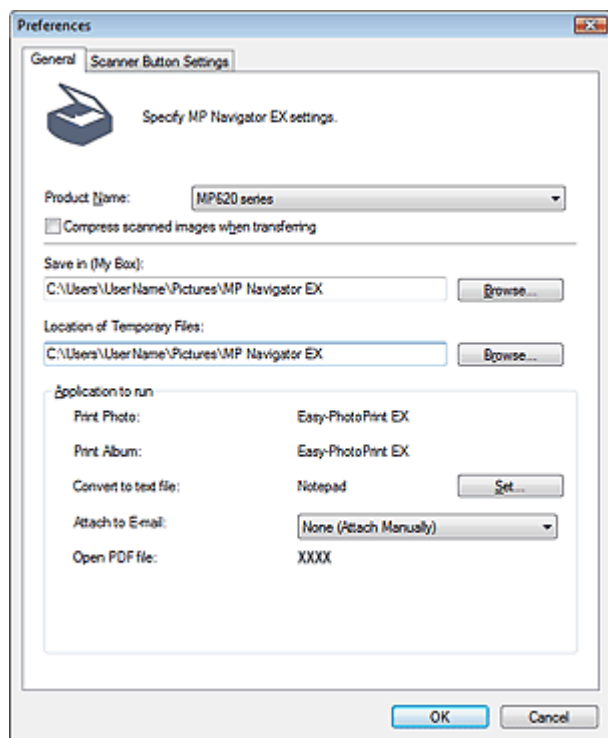 Preferences
General Scanner Button Settings
Specify MP Navigator EX settings.
Product Name: MP620 series
Compress scanned images when transferring
Save in (My Box):
C:\Users\UserName\Pictures\MP Navigator EX Browse...
Location of Temporary Files:
C:\Users\UserName\Pictures\MP Navigator EX Browse...
Application to run
Print Photo: Easy-PhotoPrint EX
Print Album: Easy-PhotoPrint EX
Convert to text file: Notepad Set...
Attach to E-mail: None (Attach Manually)
Open PDF file: XXXX
OK Cancel